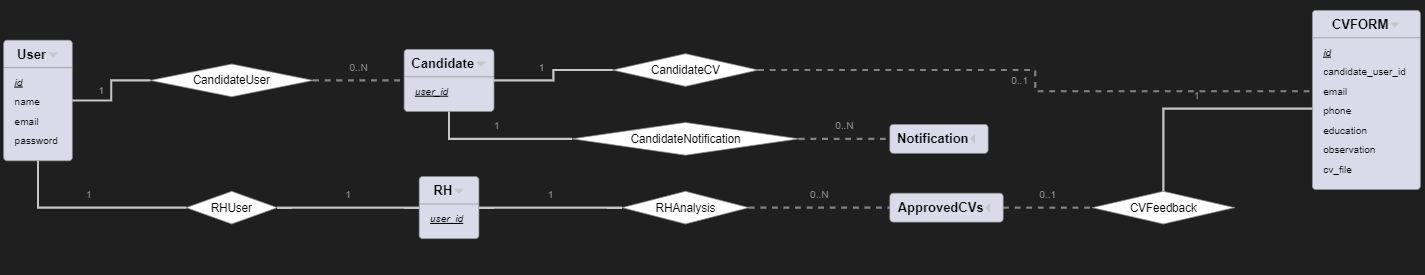 User
id
name
email
password
1
CandidateUser
0..N
Candidate
user_id
1
CandidateCV
0..1
CVFORM
id
candidate_user_id
email
phone
education
observation
cv_file
1
1
CandidateNotification
0..N
Notification
1
RHUser
1
RH
user_id
1
RHAnalysis
0..N
ApprovedCVs
0..1
CVFeedback